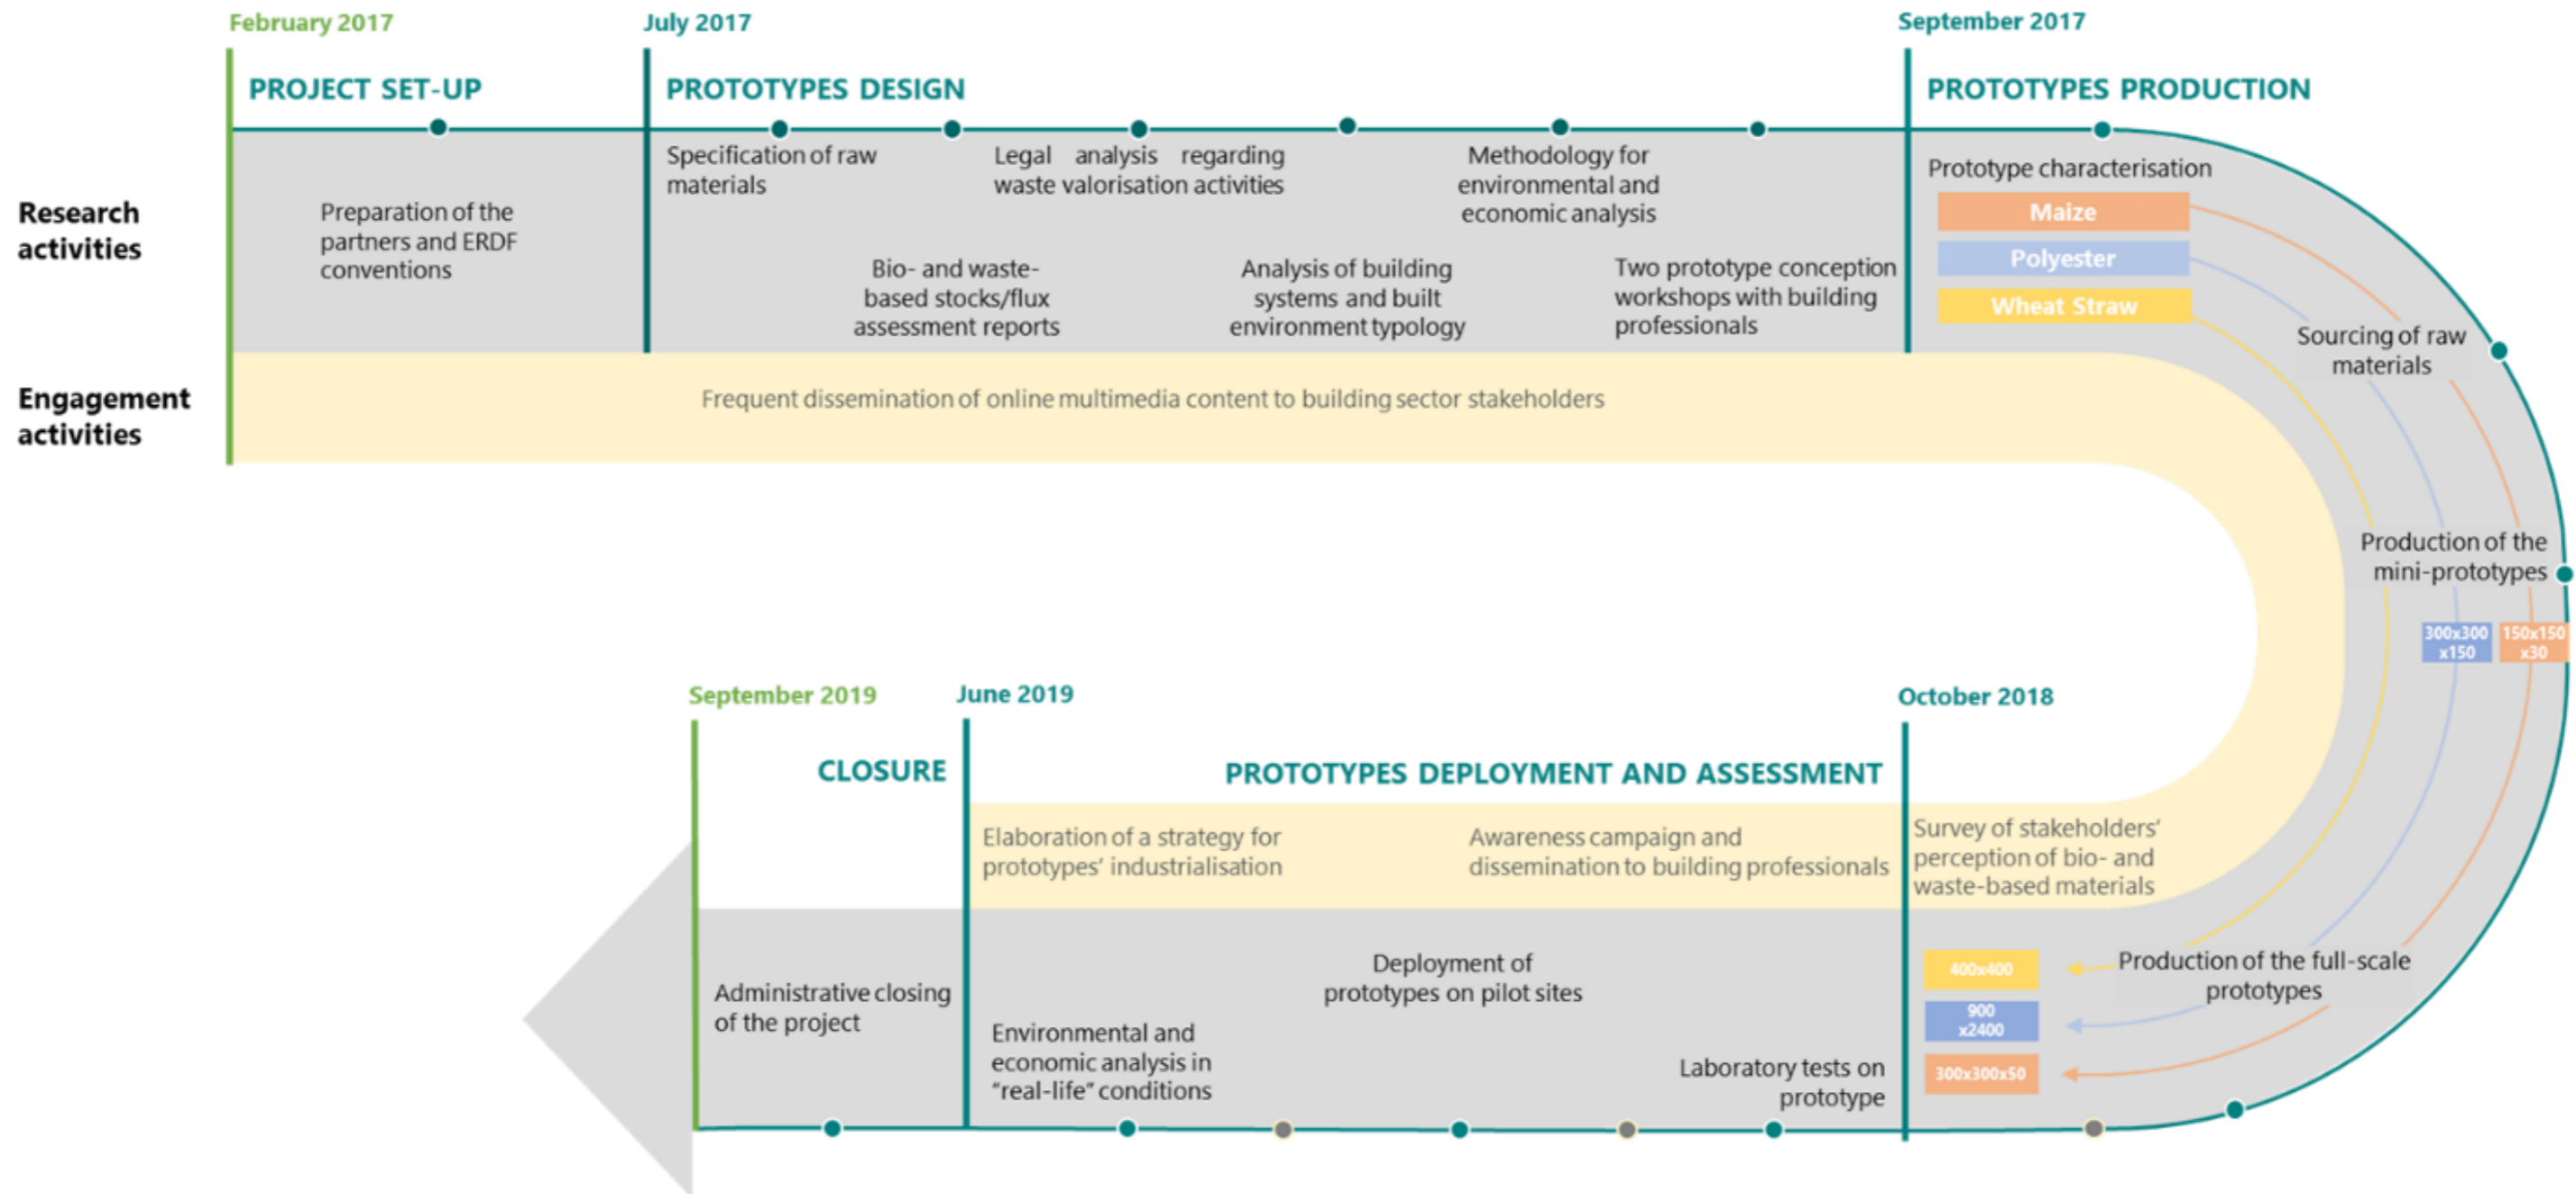 February 2017
July 2017
September 2017
PROJECT SET-UP
PROTOTYPES DESIGN
PROTOTYPES PRODUCTION
Research
activities
Preparation of the
partners and ERDF
conventions
Specification of raw
materials
Bio- and waste-
based stocks/flux
assessment reports
Legal analysis regarding
waste valorisation activities
Analysis of building
systems and built
environment typology
Methodology for
environmental and
economic analysis
Two prototype conception
workshops with building
professionals
Prototype characterisation
Maize
Polyester
Wheat Straw
Sourcing of raw
materials
Engagement
activities
Frequent dissemination of online multimedia content to building sector stakeholders
Production of the
mini-prototypes
300x300
x150
150x150
x30
September 2019
June 2019
October 2018
CLOSURE
PROTOTYPES DEPLOYMENT AND ASSESSMENT
Elaboration of a strategy for
prototypes' industrialisation
Awareness campaign and
dissemination to building professionals
Survey of stakeholders'
perception of bio- and
waste-based materials
Administrative closing
of the project
Environmental and
economic analysis in
"real-life" conditions
Deployment of
prototypes on pilot sites
Laboratory tests on
prototype
400x400
900
x2400
300x300x50
Production of the full-scale
prototypes